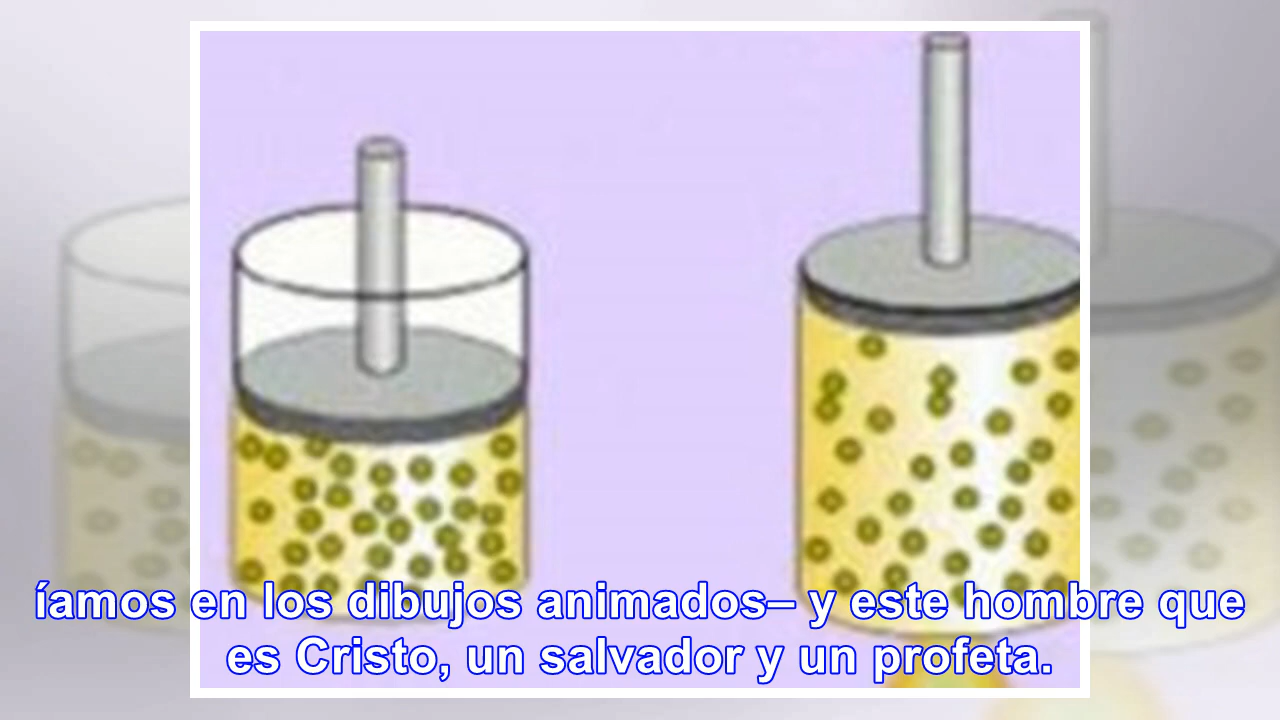 íamos en los dibujos animados– y este hombre que
es Cristo, un salvador y un profeta.